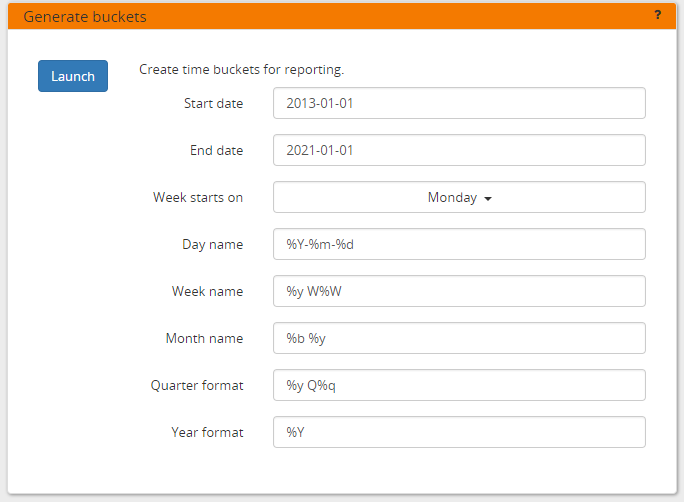 Generate buckets ?
Launch
Create time buckets for reporting.
Start date 2013-01-01
End date 2021-01-01
Week starts on Monday
Day name %Y-%m-%d
Week name %y W%W
Month name %b %y
Quarter format %y Q%q
Year format %Y